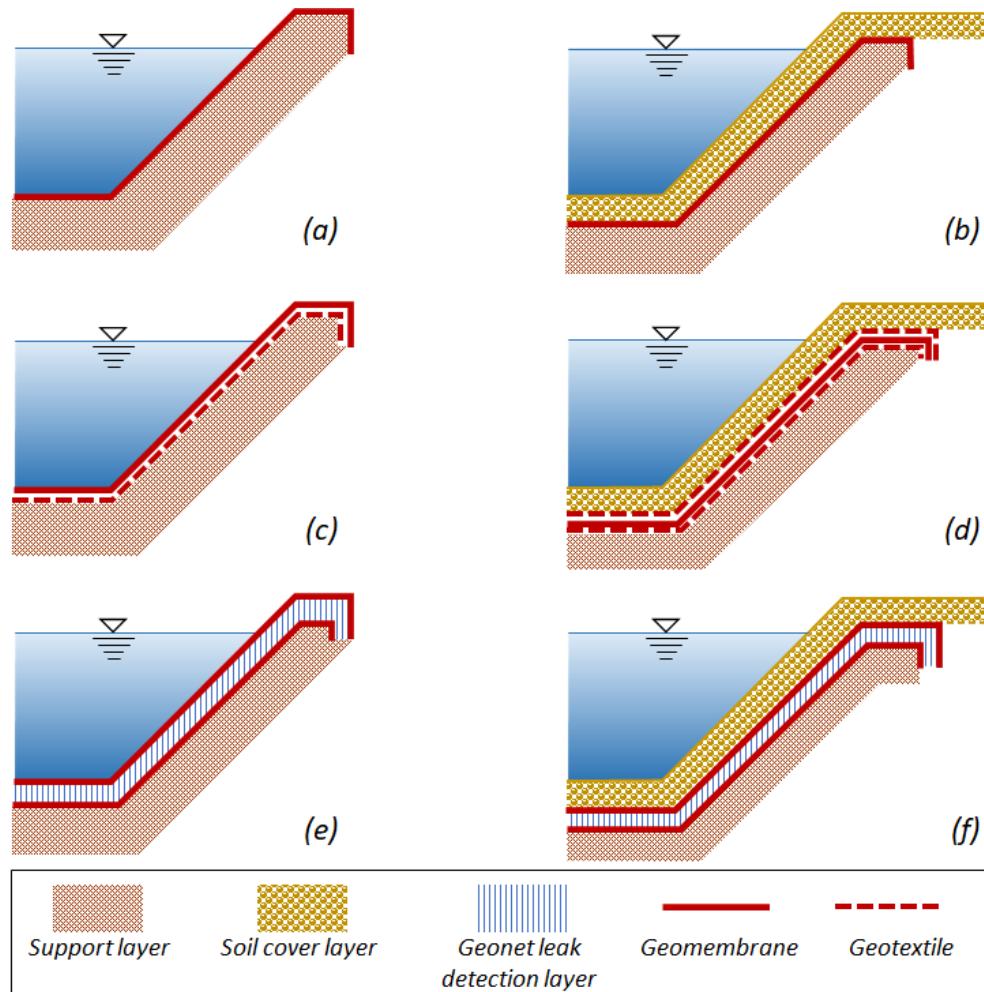 (a)
(b)
(c)
(d)
(e)
(f)
Support layer
Soil cover layer
Geonet leak
detection layer
Geomembrane
Geotextile